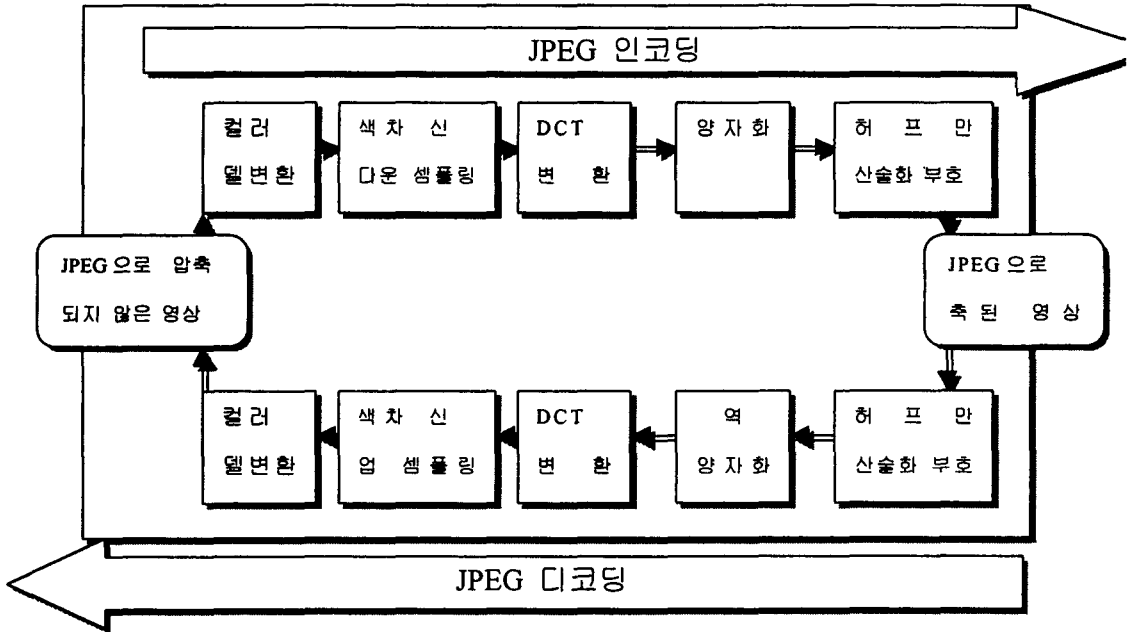 JPEG 인코딩
컬러
델변환
색차 신
다운 셈플링
DCT
변 환
양자화
허 프 만
산술화 부호
JPEG으로 압축
되지 않은 영상
JPEG으로
축된 영상
컬러
델변환
색차 신
업 셈플링
DCT
변 환
역
양자화
허 프 만
산술화 부호
JPEG 디코딩